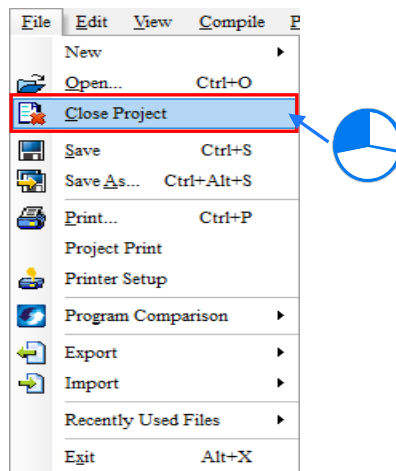 File Edit View Compile P
New
Open... Ctrl+O
Close Project
Save Ctrl+S
Save As... Ctrl+Alt+S
Print... Ctrl+P
Project Print
Printer Setup
Program Comparison
Export
Import
Recently Used Files
Exit Alt+X